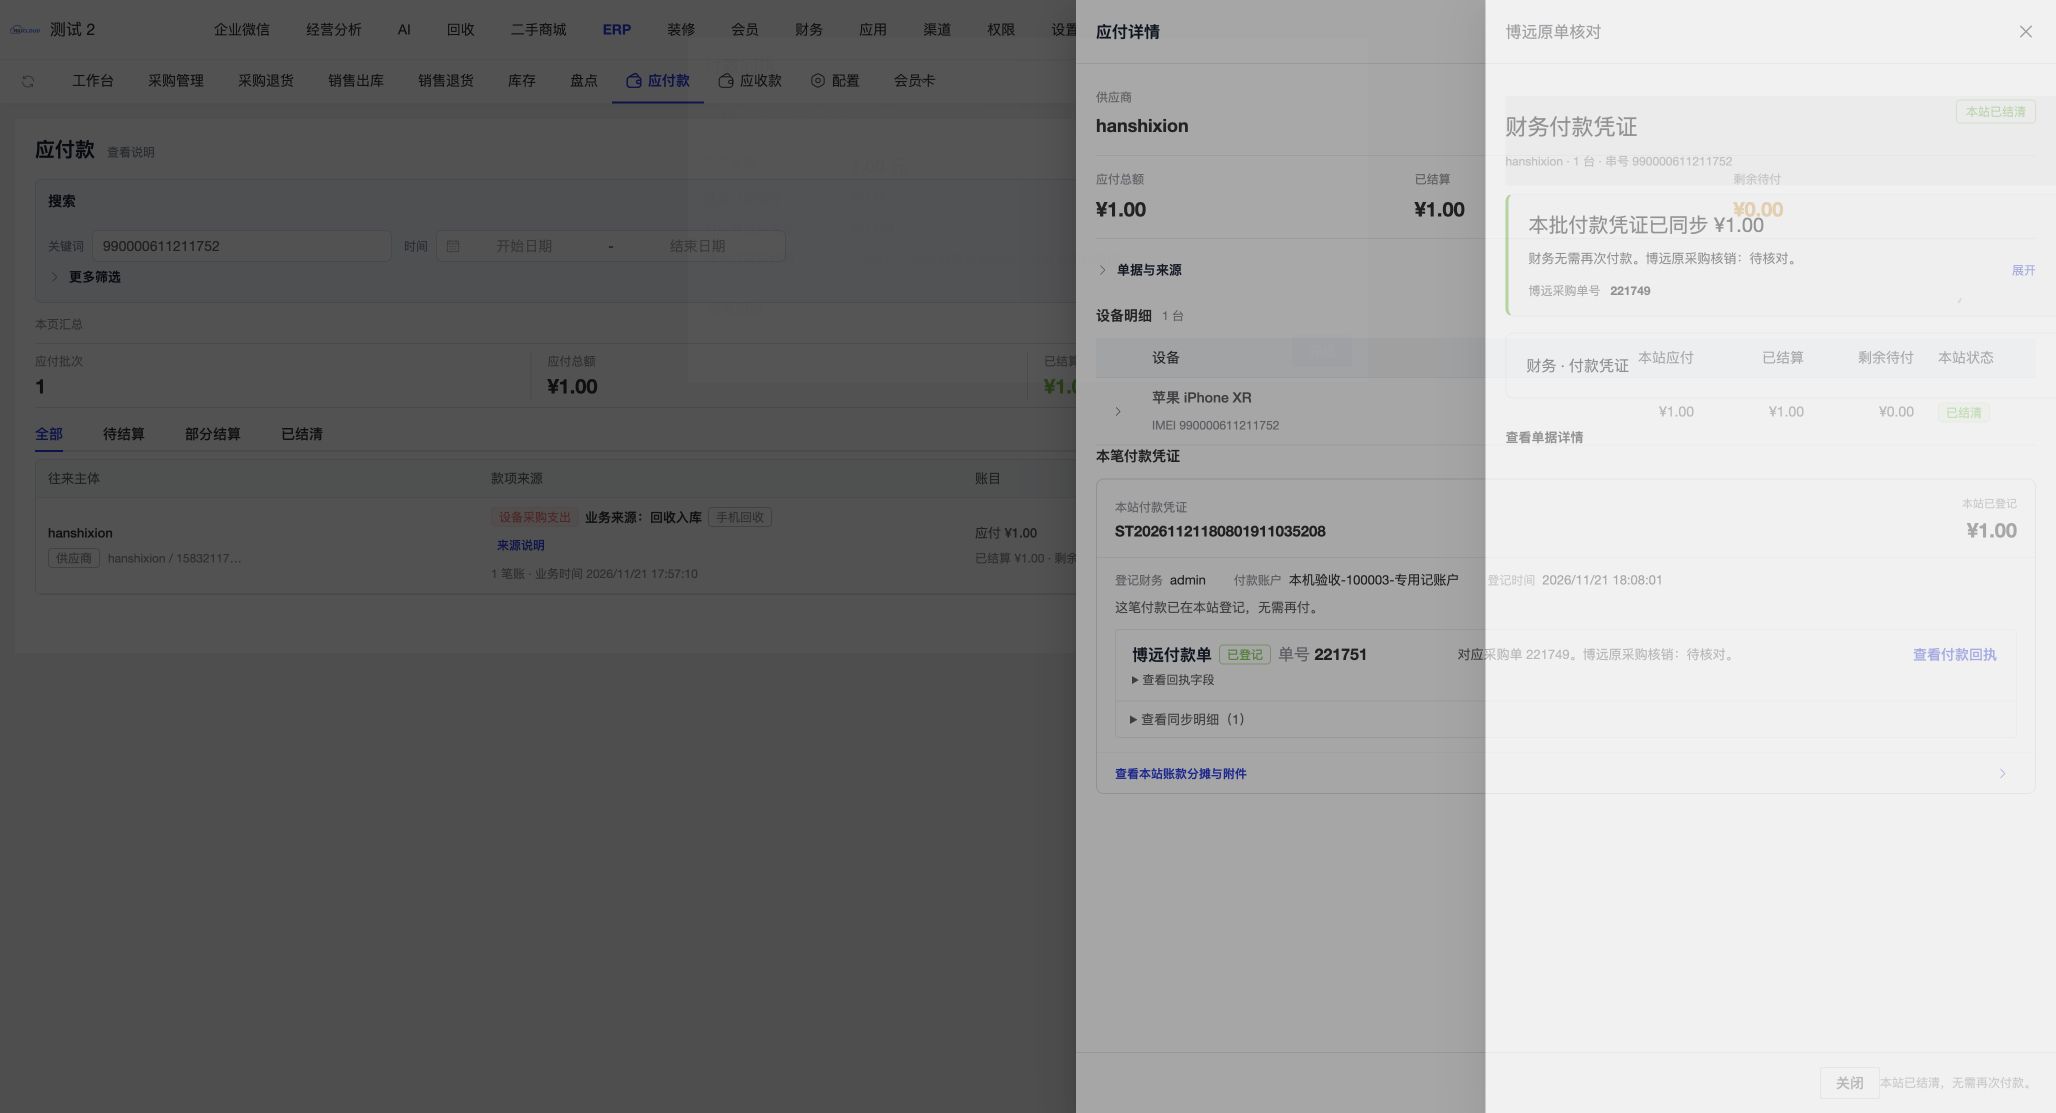 测试 2
企业微信 经营分析 AI 回收 二手商城 ERP 装修 会员 财务 应用 渠道 权限 设置
工作台 采购管理 采购退货 销售出库 销售退货 库存 盘点 应付款 应收款 配置 会员卡
应付款 查看说明
搜索
关键词 990000611211752 时间 开始日期 - 结束日期
更多筛选
本页汇总
应付批次 应付总额 已结算
1 ¥1.00 ¥1.0
全部 待结算 部分结算 已结清
往来主体 款项来源 账目
hanshixion
供应商 hanshixion / 15832117...
设备采购支出 业务来源：回收入库 手机回收
来源说明
1 笔账 · 业务时间 2026/11/21 17:57:10
应付 ¥1.00
已结算 ¥1.00 · 剩余
应付详情
供应商
hanshixion
应付总额 已结算 剩余待付
¥1.00 ¥1.00 ¥0.00
单据与来源 展开
设备明细 1 台
设备 本站应付 已结算 剩余待付 本站状态
苹果 iPhone XR
IMEI 990000611211752
¥1.00 ¥1.00 ¥0.00 已结清
本笔付款凭证
本站付款凭证 本站已登记
ST20261121180801911035208 ¥1.00
登记财务 admin 付款账户 本机验收-100003-专用记账户 登记时间 2026/11/21 18:08:01
这笔付款已在本站登记，无需再付。
博远付款单 已登记 单号 221751 对应采购单 221749。博远原采购核销：待核对。 查看付款回执
查看回执字段
查看同步明细（1）
查看本站账款分摊与附件
本站已结清，无需再次付款。
博远原单核对
财务付款凭证 本站已结清
hanshixion · 1 台 · 串号 990000611211752
本批付款凭证已同步 ¥1.00
财务无需再次付款。博远原采购核销：待核对。
博远采购单号 221749
财务 · 付款凭证
查看单据详情
关闭